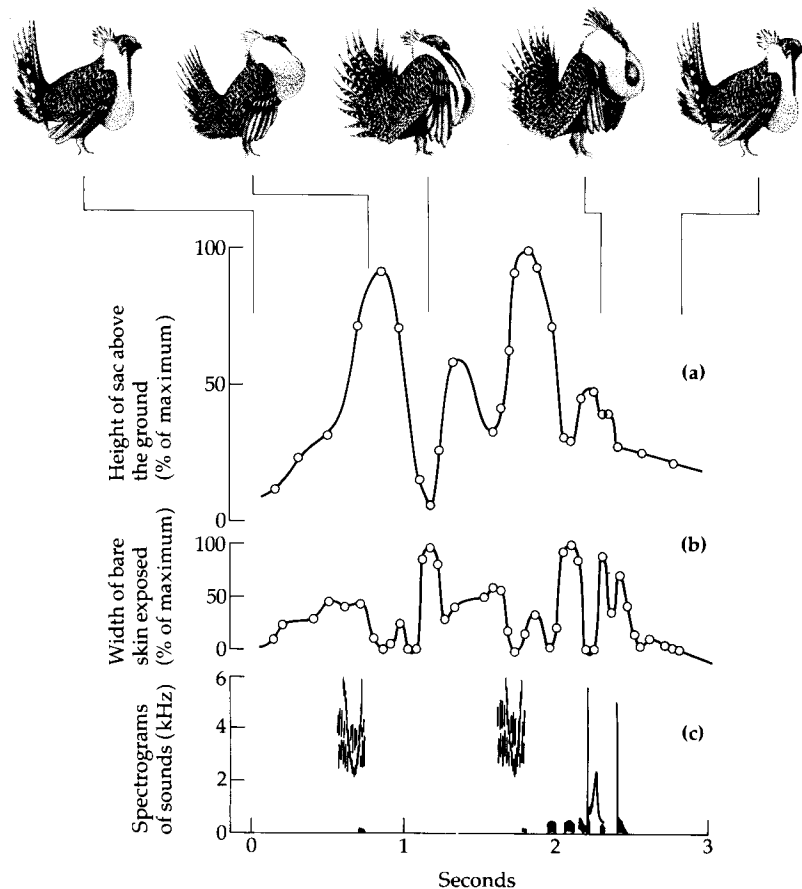 100
50
0
Height of sac above
the ground
(% of maximum)
(a)
100
50
0
Width of bare
skin exposed
(% of maximum)
(b)
6
4
2
0
Spectrograms
of sounds (kHz)
(c)
0
1
2
3
Seconds